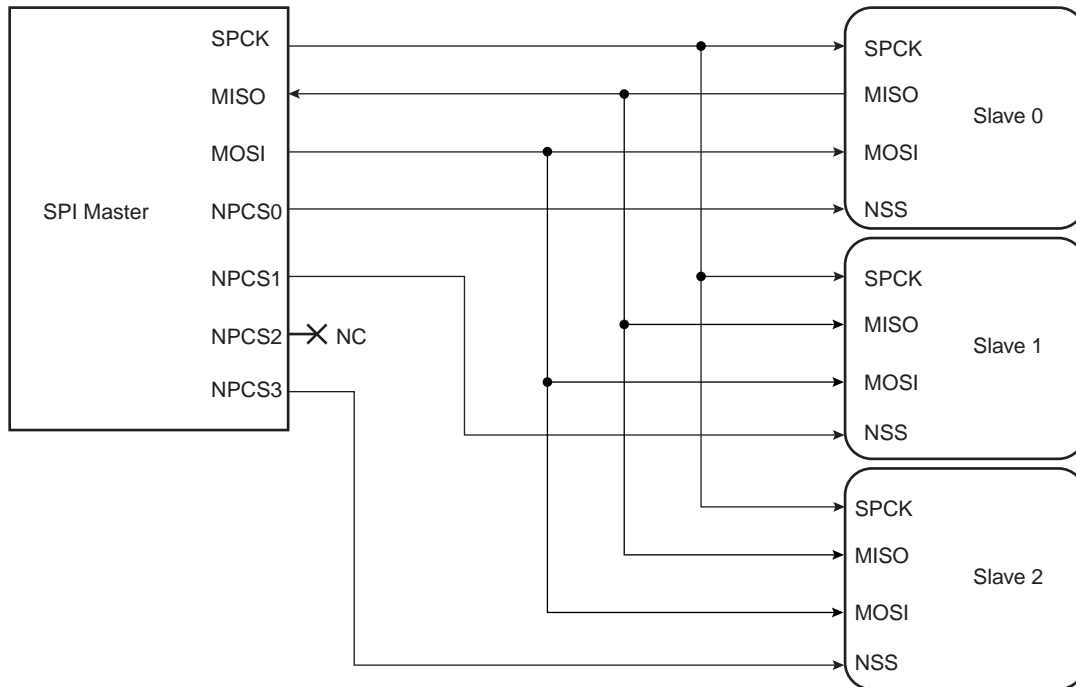 SPI Master
SPCK
MISO
MOSI
NPCS0
NPCS1
NPCS2
NC
NPCS3
SPCK
MISO
Slave 0
MOSI
NSS
SPCK
MISO
Slave 1
MOSI
NSS
SPCK
MISO
Slave 2
MOSI
NSS